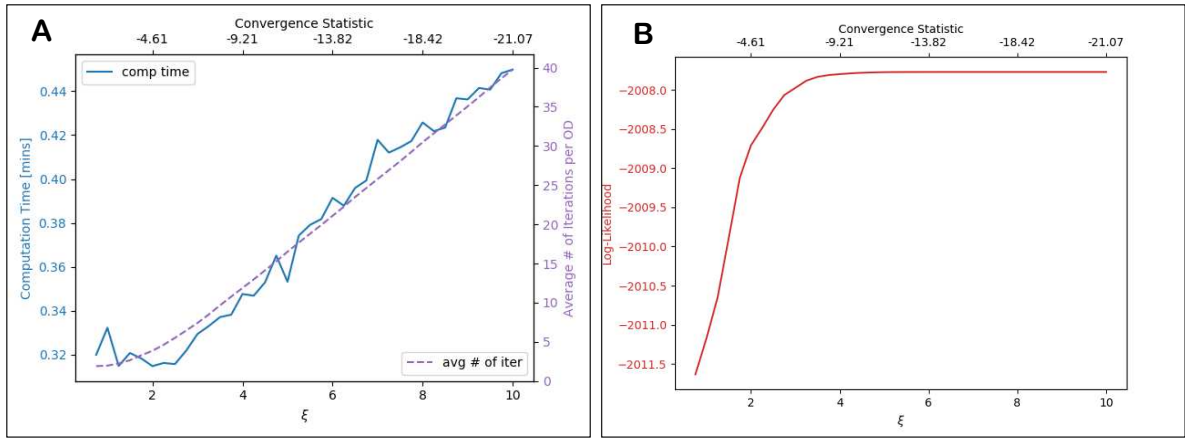 A
Convergence Statistic
-4.61 -9.21 -13.82 -18.42 -21.07
comp time
Computation Time [mins]
0.44
0.42
0.40
0.38
0.36
0.34
0.32
40
35
30
25
20
15
10
5
0
Average # of Iterations per OD
avg # of iter
2 4 6 8 10
ξ
B
Convergence Statistic
-4.61 -9.21 -13.82 -18.42 -21.07
Log-Likelihood
−2008.0
−2008.5
−2009.0
−2009.5
−2010.0
−2010.5
−2011.0
−2011.5
2 4 6 8 10
ξ